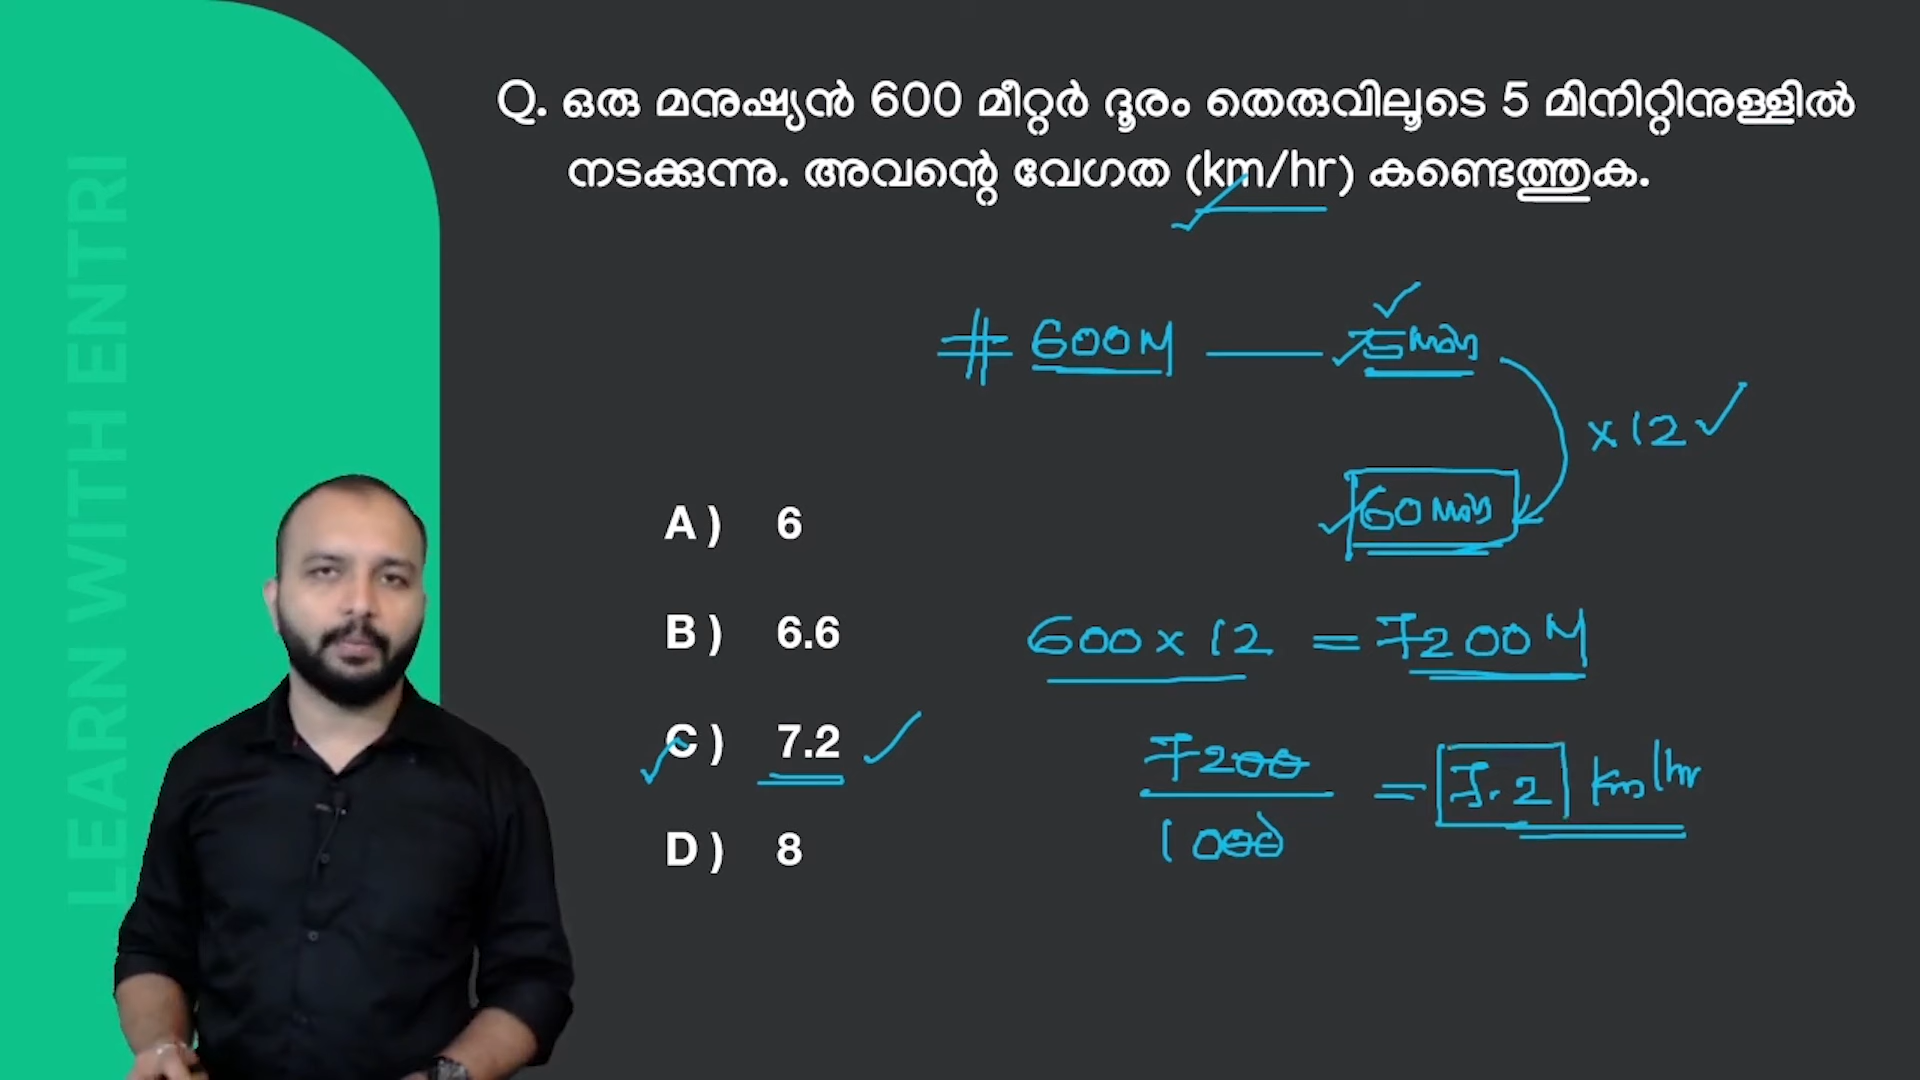 LEARN WITH ENTRI
Q. ഒരു മനുഷ്യൻ 600 മീറ്റർ ദൂരം തെരുവിലൂടെ 5 മിനിറ്റിനുള്ളിൽ
നടക്കുന്നു. അവന്റെ വേഗത (km/hr) കണ്ടെത്തുക.
# 600M — 5 min
x 12
60 min
A) 6
B) 6.6
C) 7.2
D) 8
600 x 12 = 7200 M
7200
1000
= 7.2 km/hr